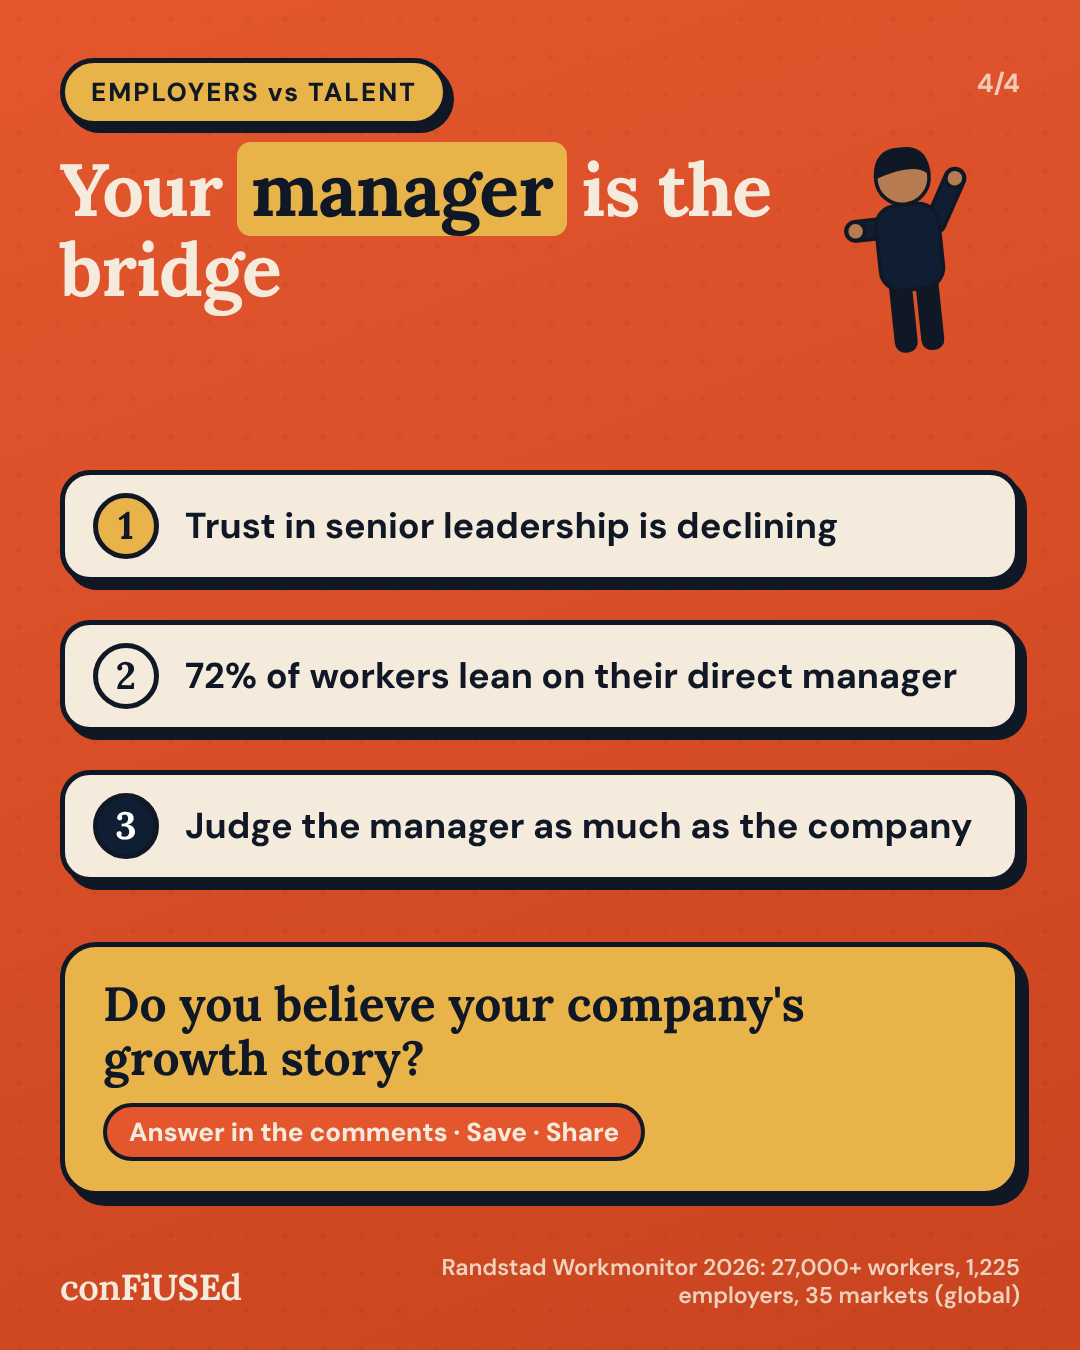 EMPLOYERS vs TALENT
4/4
Your manager is the
bridge
1 Trust in senior leadership is declining
2 72% of workers lean on their direct manager
3 Judge the manager as much as the company
Do you believe your company's
growth story?
Answer in the comments · Save · Share
conFiUSEd
Randstad Workmonitor 2026: 27,000+ workers, 1,225
employers, 35 markets (global)